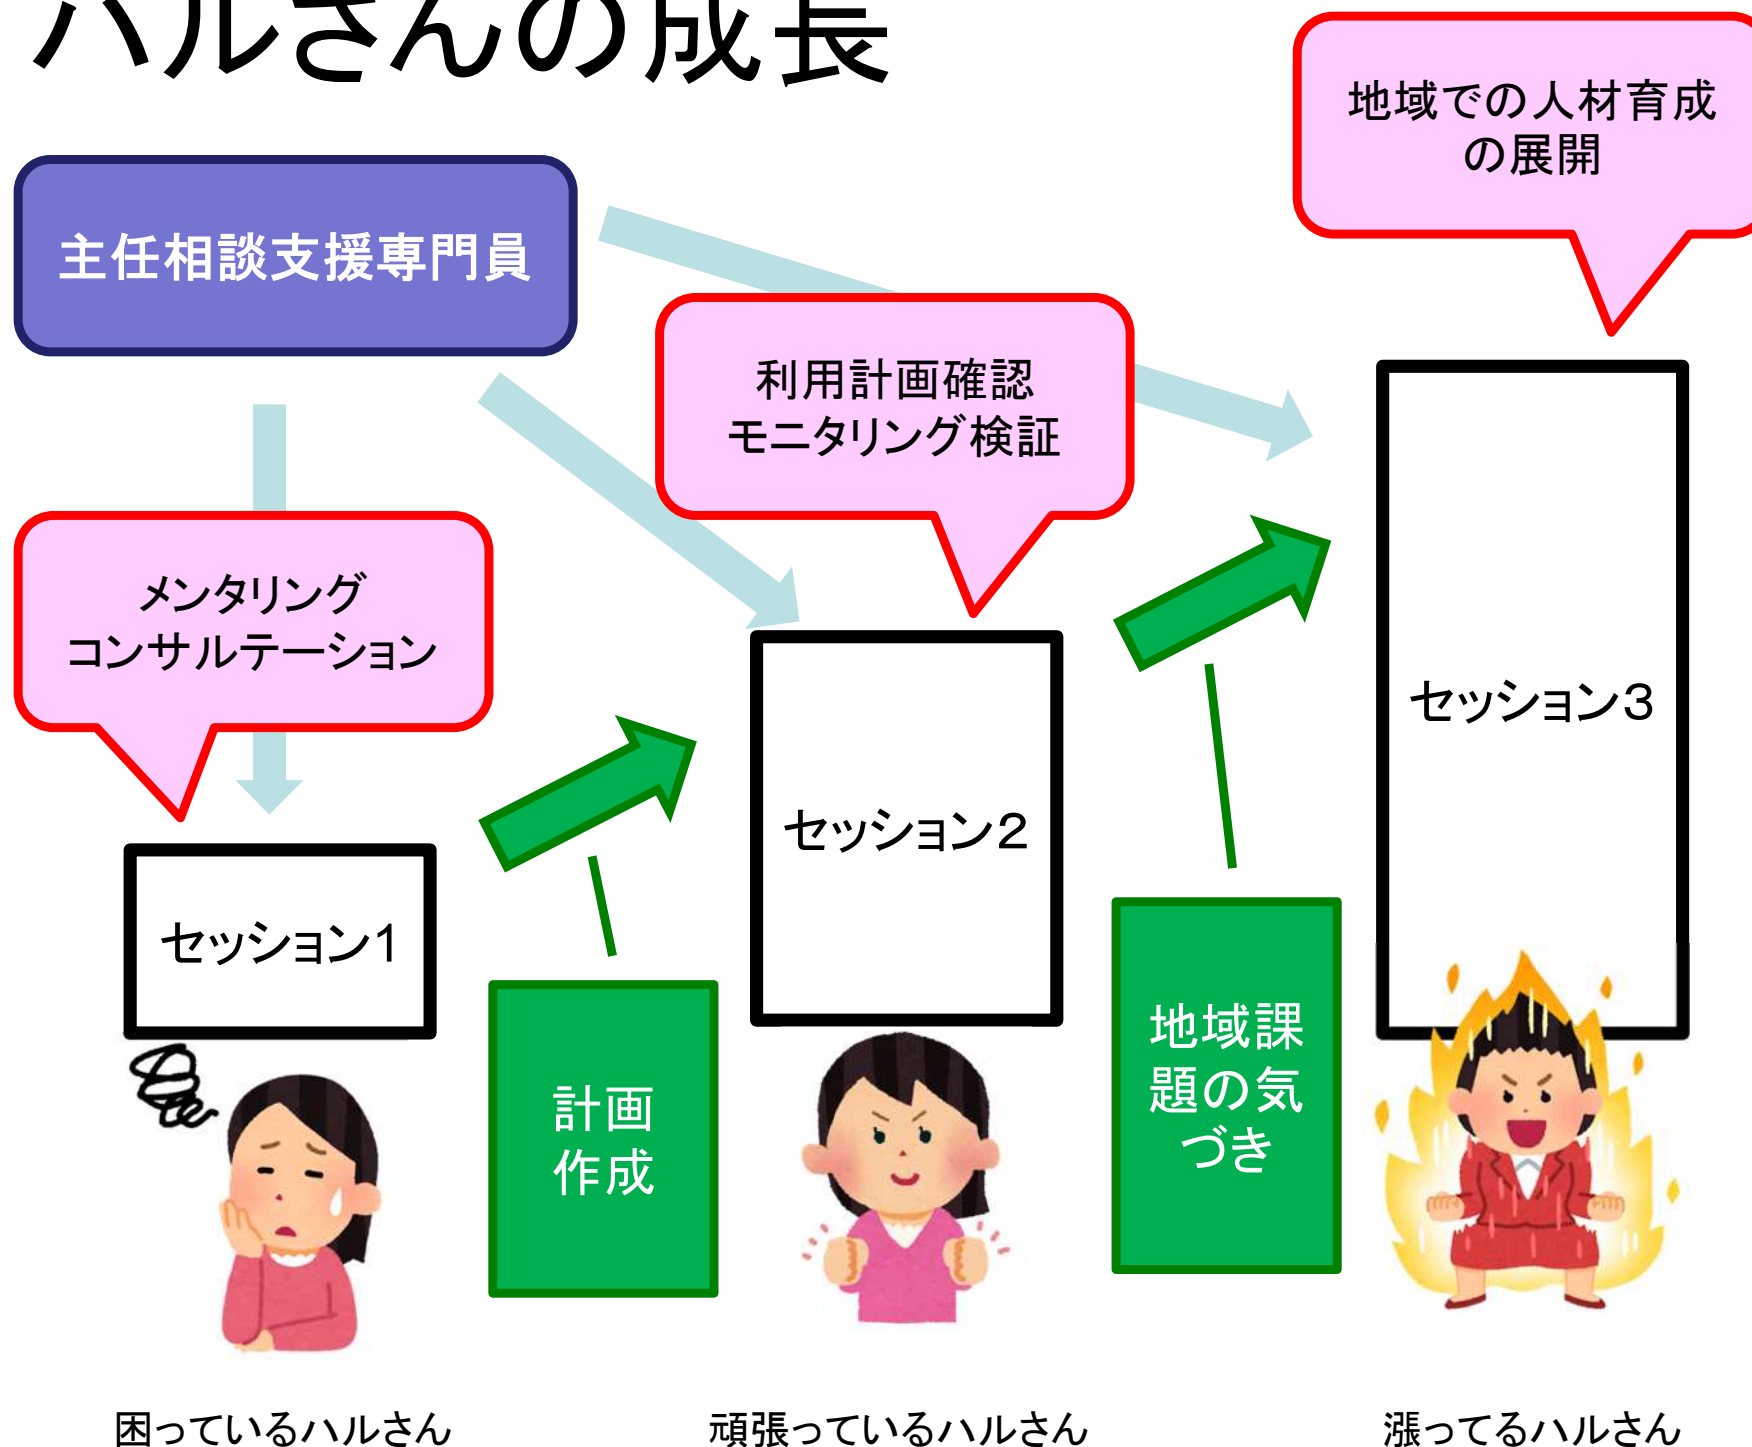 ハルさんの成長
地域での人材育成
の展開
主任相談支援専門員
利用計画確認
モニタリング検証
メンタリング
コンサルテーション
セッション3
セッション2
セッション1
地域課
題の気
づき
計画
作成
困っているハルさん
頑張っているハルさん
漲ってるハルさん